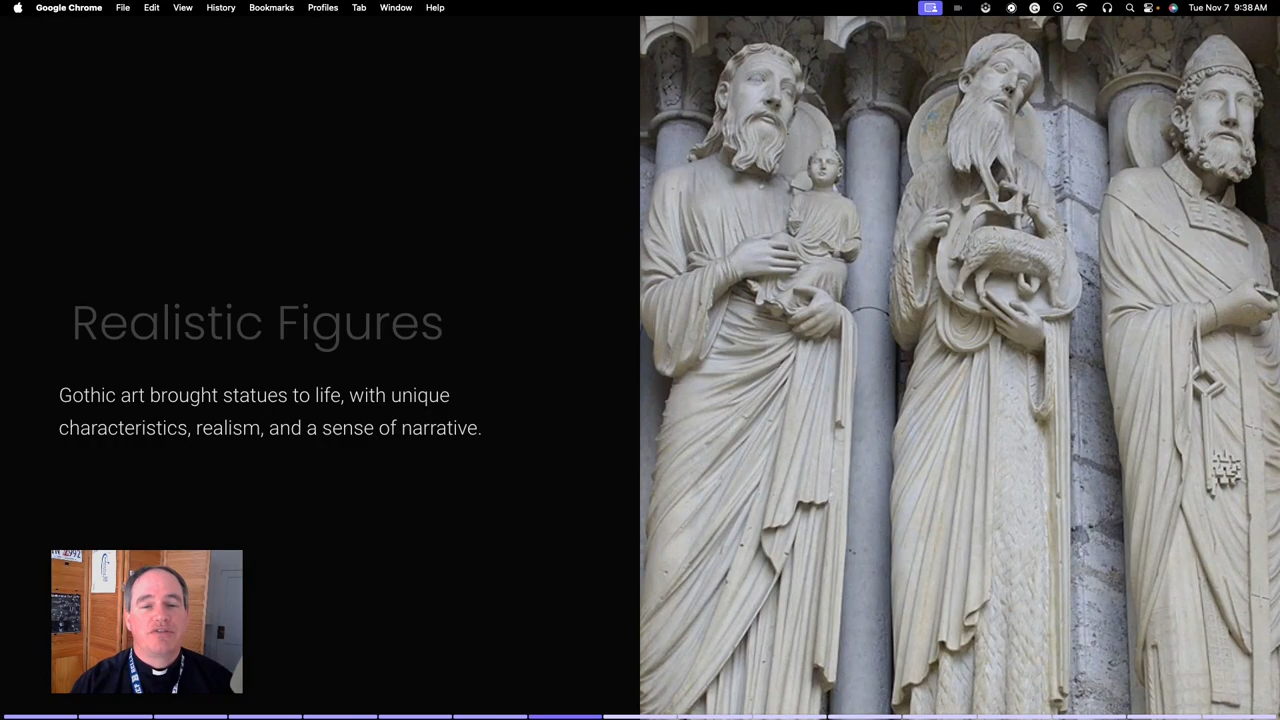 Google Chrome File Edit View History Bookmarks Profiles Tab Window Help Tue Nov 7 9:38 AM
Realistic Figures
Gothic art brought statues to life, with unique
characteristics, realism, and a sense of narrative.